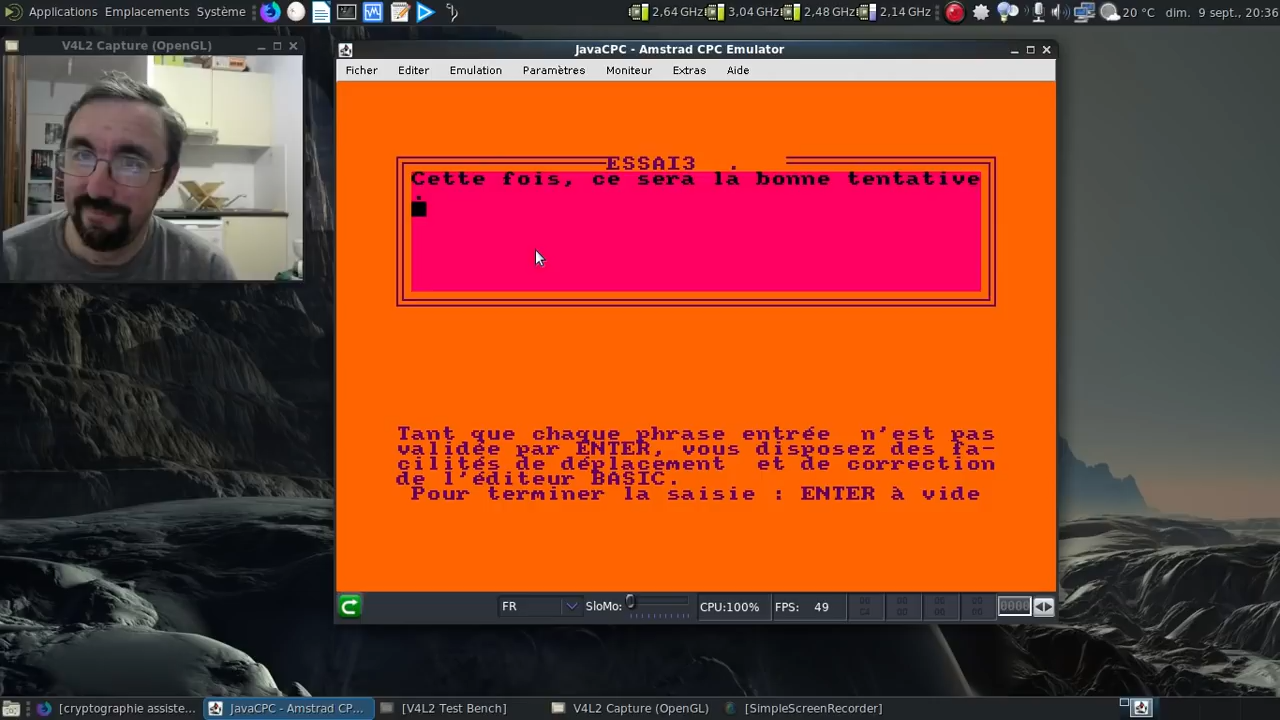 Applications Emplacements Système 2,64 GHz 3,04 GHz 2,48 GHz 2,14 GHz 20 °C dim. 9 sept., 20:36
V4L2 Capture (OpenGL)
JavaCPC - Amstrad CPC Emulator
Ficher Editer Emulation Paramètres Moniteur Extras Aide
ESSAI3 .
Cette fois, ce sera la bonne tentative
.
Tant que chaque phrase entrée n'est pas
validée par ENTER, vous disposez des fa-
cilités de déplacement et de correction
de l'éditeur BASIC.
Pour terminer la saisie : ENTER à vide
FR SloMo: CPU:100% FPS: 49 0000
[cryptographie assiste... JavaCPC - Amstrad CP... [V4L2 Test Bench] V4L2 Capture (OpenGL) [SimpleScreenRecorder]